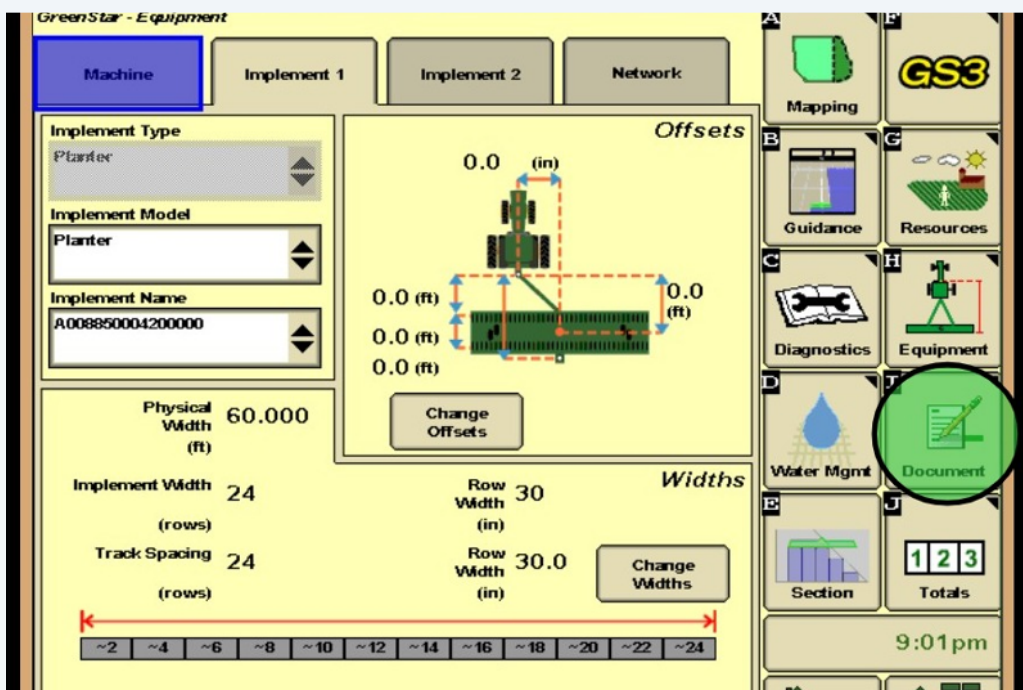 GreenStar - Equipment
Machine
Implement 1
Implement 2
Network
Implement Type
Planter
Implement Model
Planter
Implement Name
A008850004200000
Offsets
0.0 (in)
0.0 (ft)
0.0 (ft)
0.0 (ft)
0.0
(ft)
Change
Offsets
Physical
Width
(ft)
60.000
Widths
Implement Width
(rows)
24
Row
Width
(in)
30
Track Spacing
(rows)
24
Row
Width
(in)
30.0
Change
Widths
~2 ~4 ~6 ~8 ~10 ~12 ~14 ~16 ~18 ~20 ~22 ~24
A
Mapping
F
GS3
B
Guidance
G
Resources
C
Diagnostics
H
Equipment
D
Water Mgmt
I
Document
E
Section
J
1 2 3
Totals
9:01pm